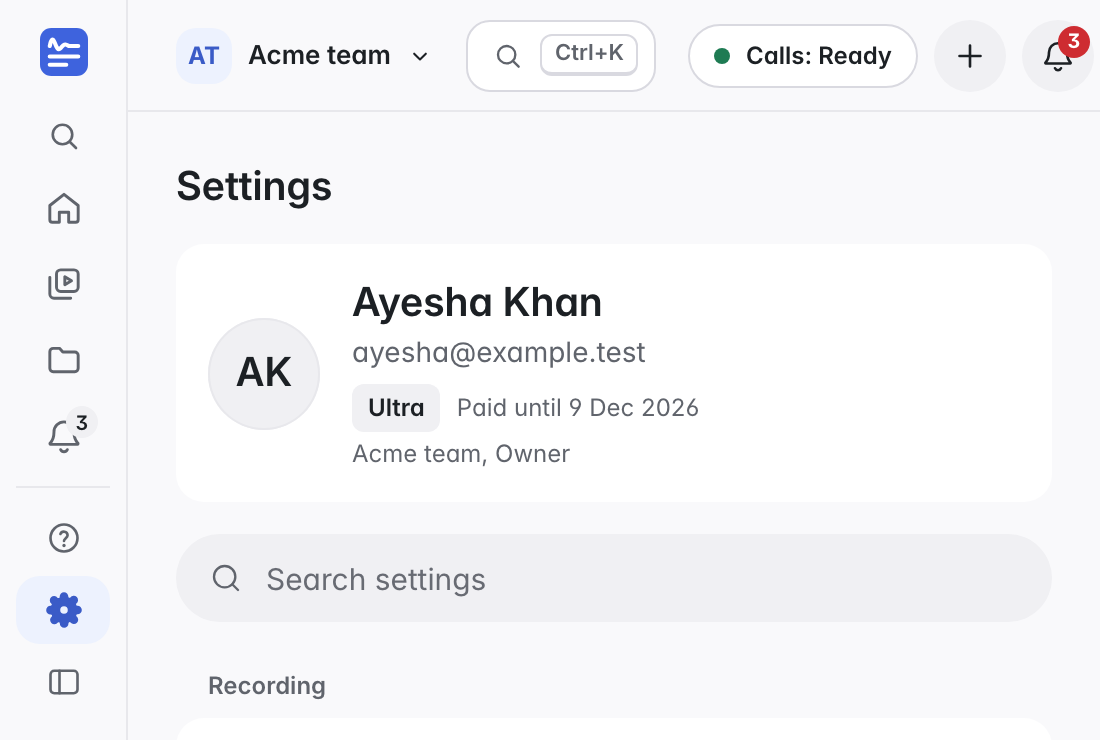 AT Acme team Ctrl+K Calls: Ready 3
Settings
AK
Ayesha Khan
ayesha@example.test
Ultra Paid until 9 Dec 2026
Acme team, Owner
3
Search settings
Recording